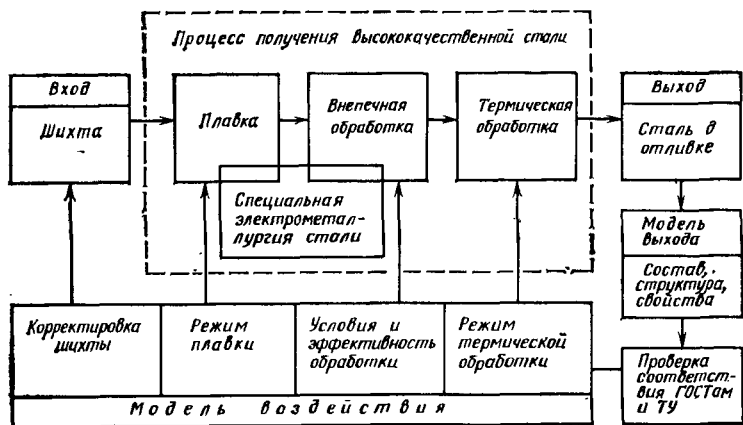 Процесс получения высококачественной стали
Вход
Шихта
Плавка
Внепечная
обработка
Термическая
обработка
Выход
Сталь в
отливке
Специальная
электрометал-
лургия стали
Модель
выхода
Состав,
структура,
свойства
Корректировка
шихты
Режим
плавки
Условия и
эффективность
обработки
Режим
термической
обработки
Проверка
соответст-
вия ГОСТам
и ТУ
Модель воздействия